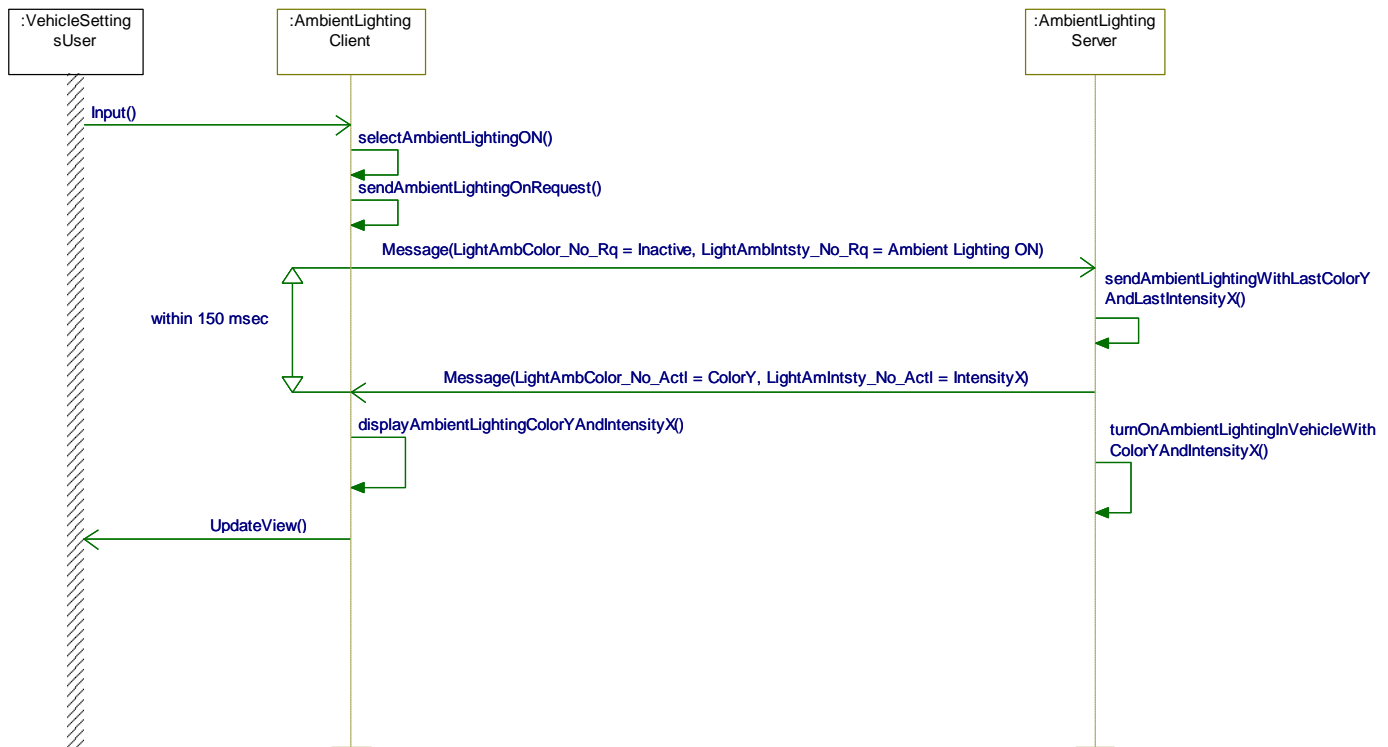 :VehicleSetting
sUser
:AmbientLighting
Client
:AmbientLighting
Server
Input()
selectAmbientLightingON()
sendAmbientLightingOnRequest()
Message(LightAmbColor_No_Rq = Inactive, LightAmbIntsty_No_Rq = Ambient Lighting ON)
sendAmbientLightingWithLastColorY
AndLastIntensityX()
within 150 msec
Message(LightAmbColor_No_Actl = ColorY, LightAmIntsty_No_Actl = IntensityX)
displayAmbientLightingColorYAndIntensityX()
turnOnAmbientLightingInVehicleWith
ColorYAndIntensityX()
UpdateView()